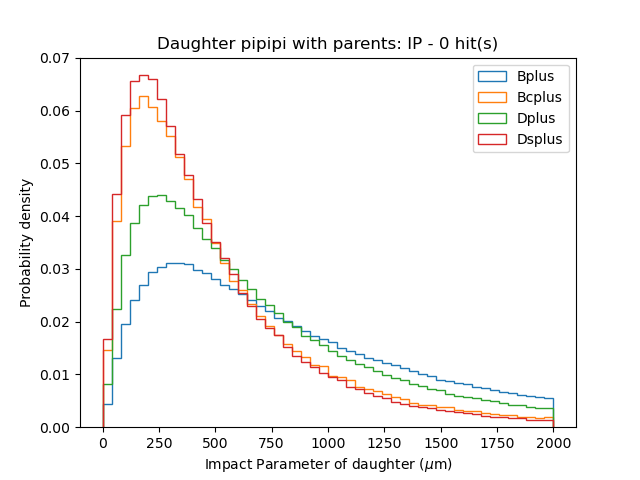 Daughter pipipi with parents: IP - 0 hit(s)
0.07
0.06
0.05
0.04
0.03
0.02
0.01
0.00
Probability density
Bplus
Bcplus
Dplus
Dsplus
0 250 500 750 1000 1250 1500 1750 2000
Impact Parameter of daughter (μm)